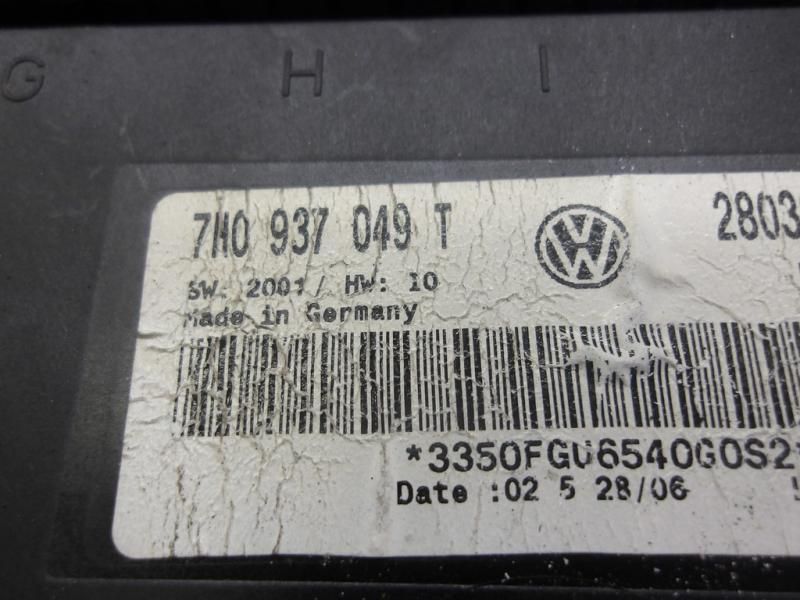 G H I
7H0 937 049 T 2803
SW: 2001/ HW: 10
Made in Germany
*3350FGU6540G0S2*
Date :02 5 28/06